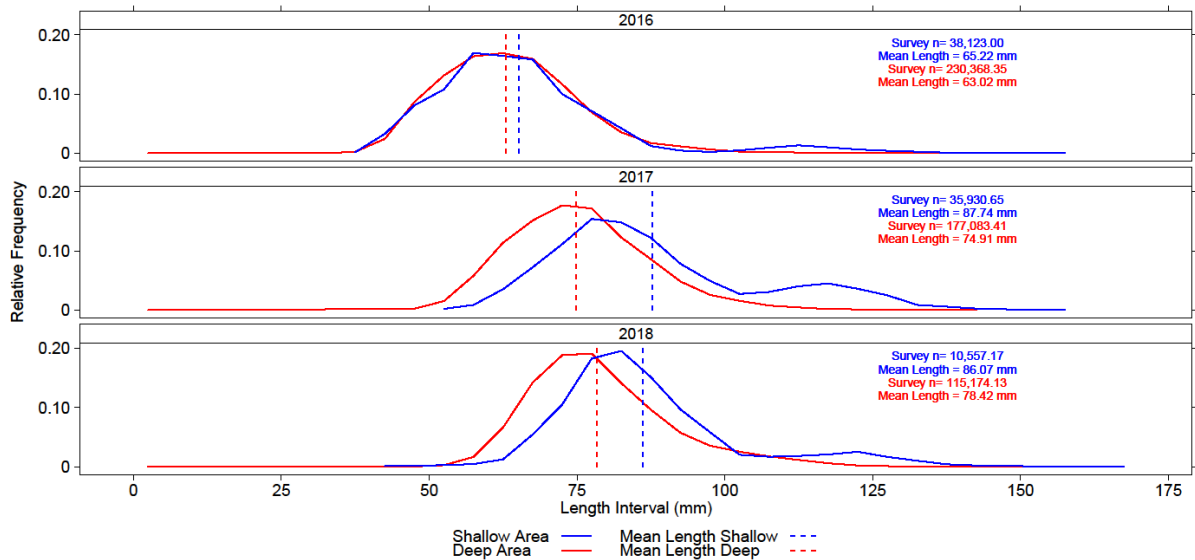 2016
0.20
0.10
0
Survey n= 38,123.00
Mean Length = 65.22 mm
Survey n= 230,368.35
Mean Length = 63.02 mm
2017
0.20
0.10
0
Survey n= 35,930.65
Mean Length = 87.74 mm
Survey n= 177,083.41
Mean Length = 74.91 mm
Relative Frequency
2018
0.20
0.10
0
Survey n= 10,557.17
Mean Length = 86.07 mm
Survey n= 115,174.13
Mean Length = 78.42 mm
0 25 50 75 100 125 150 175
Length Interval (mm)
Shallow Area Mean Length Shallow
Deep Area Mean Length Deep